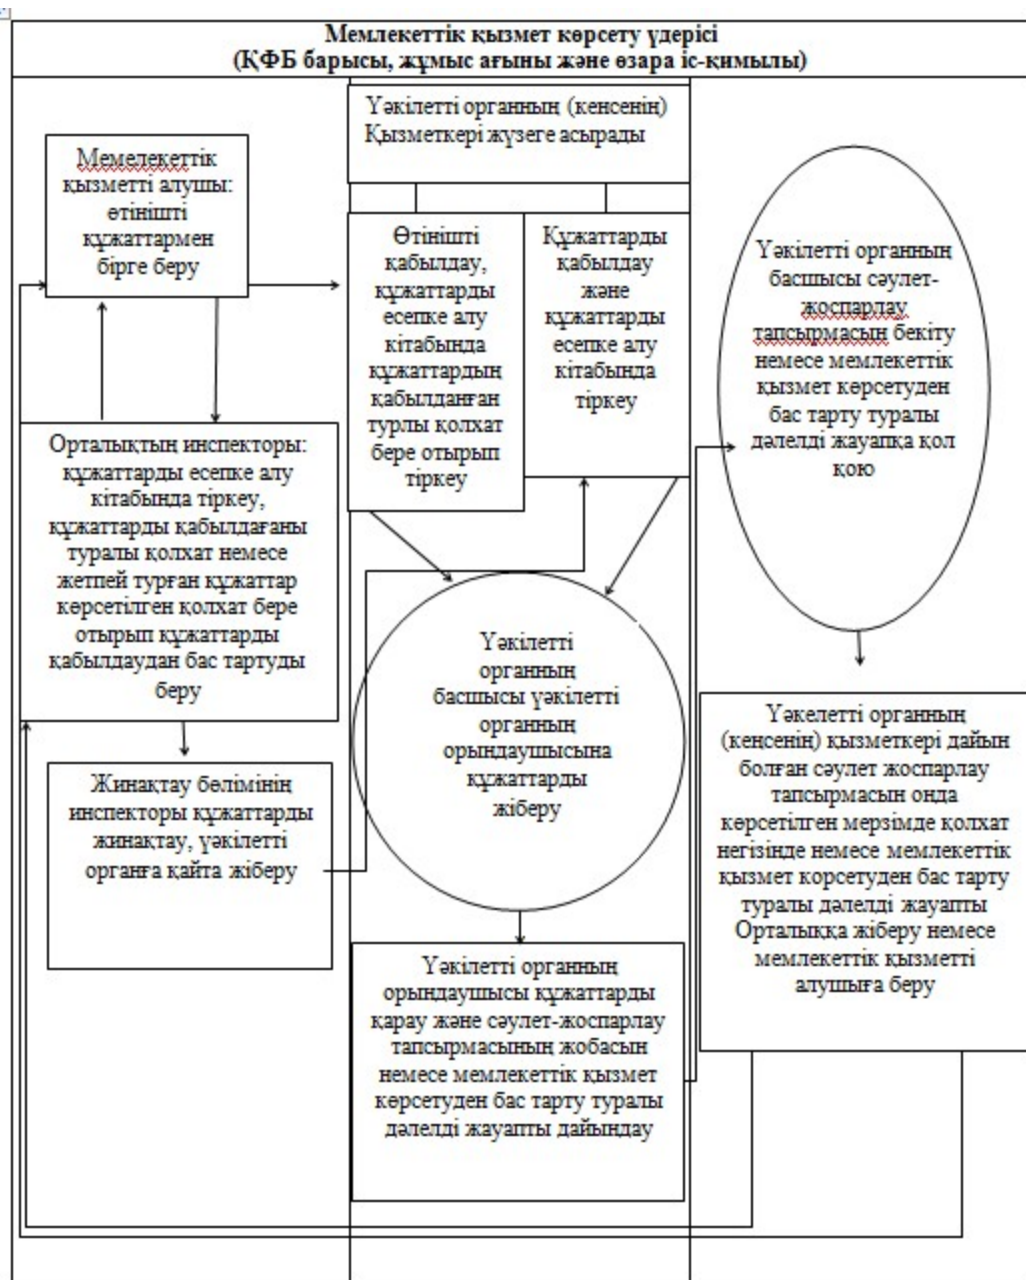 Мемлекеттік қызмет көрсету үдерісі
(ҚФБ барысы, жұмыс ағыны және өзара іс-қимылы)
Уәкілетті органның (кенсенің)
Қызметкері жүзеге асырады
Мемелекеттік
қызметті алушы:
өтінішті
құжаттармен
бірге беру
Өтінішті
қабылдау,
құжаттарды
есепке алу
кітабында
құжаттардың
қабылданған
турлы қолхат
бере отырып
тіркеу
Құжаттарды
қабылдау
және
құжаттарды
есепке алу
кітабында
тіркеу
Уәкілетті органның
басшысы сәулет-
жоспарлау
тапсырмасын бекіту
немесе мемлекеттік
қызмет көрсетуден
бас тарту туралы
дәлелді жауапқа қол
қою
Орталықтың инспекторы:
құжаттарды есепке алу
кітабында тіркеу,
құжаттарды қабылдағаны
туралы қолхат немесе
жетпей турған құжаттар
көрсетілген қолхат бере
отырып құжаттарды
қабылдаудан бас тартуды
беру
Уәкілетті
органның
басшысы уәкілетті
органның
орындаушысына
құжаттарды
жіберу
Жинақтау бөлімінің
инспекторы құжаттарды
жинақтау, уәкілетті
органға қайта жіберу
Уәкелетті органның
(кеңсенің) қызметкері дайын
болған сәулет жоспарлау
тапсырмасын онда
көрсетілген мерзімде қолхат
негізінде немесе мемлекеттік
қызмет корсетуден бас тарту
туралы дәлелді жауапты
Орталыққа жіберу немесе
мемлекеттік қызметті
алушыға беру
Уәкілетті органның
орындаушысы құжаттарды
қарау және сәулет-жоспарлау
тапсырмасының жобасын
немесе мемлекеттік қызмет
көрсетуден бас тарту туралы
дәлелді жауапты дайындау